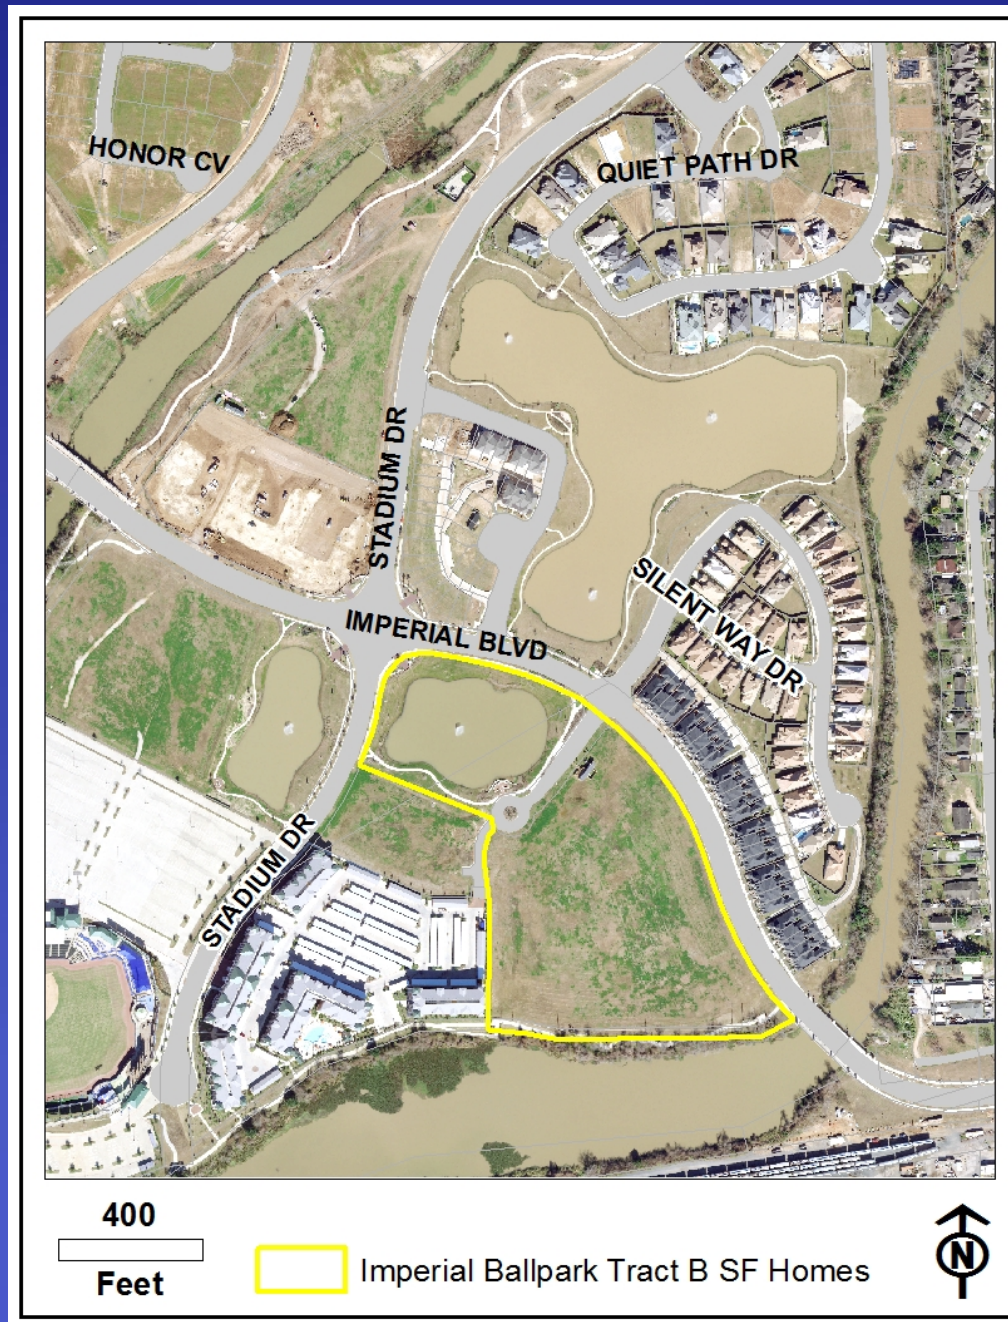 HONOR CV
QUIET PATH DR
STADIUM DR
SILENT WAY DR
IMPERIAL BLVD
STADIUM DR
400
Feet
Imperial Ballpark Tract B SF Homes
N